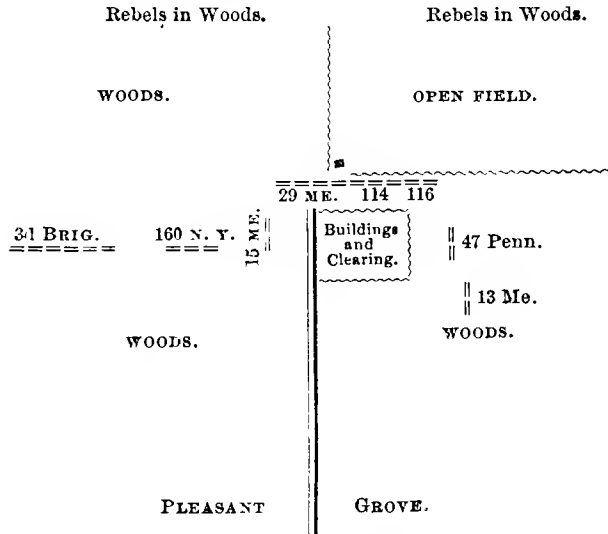 Rebels in Woods. Rebels in Woods.
WOODS. OPEN FIELD.
29 ME. 114 116
3d BRIG. 160 N. Y. 15 ME.
Buildings
and
Clearing.
47 Penn.
13 Me.
WOODS. WOODS.
PLEASANT GROVE.